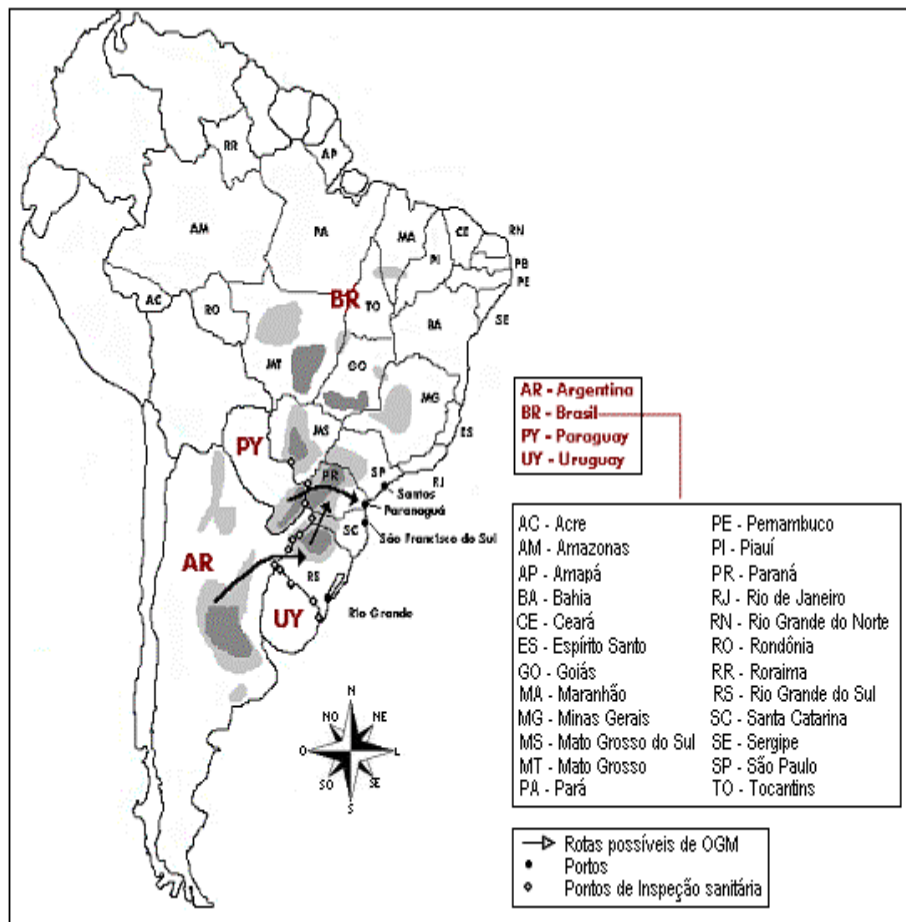 RR
AP
AM
PA
MA
CE
RN
PI
PB
PE
AC
RO
BR
TO
SE
BA
MT
GO
MG
ES
MS
PY
SP
RJ
PR
Santos
Paranaguá
SC
São Francisco do Sul
AR
RS
UY
Rio Grande
N
NO
NE
O
L
SO
SE
S
AR - Argentina
BR - Brasil
PY - Paraguay
UY - Uruguay
AC - Acre
AM - Amazonas
AP - Amapá
BA - Bahia
CE - Ceará
ES - Espírito Santo
GO - Goiás
MA - Maranhão
MG - Minas Gerais
MS - Mato Grosso do Sul
MT - Mato Grosso
PA - Pará
PE - Pernambuco
PI - Piauí
PR - Paraná
RJ - Rio de Janeiro
RN - Rio Grande do Norte
RO - Rondônia
RR - Roraima
RS - Rio Grande do Sul
SC - Santa Catarina
SE - Sergipe
SP - São Paulo
TO - Tocantins
Rotas possíveis de OGM
Portos
Pontos de Inspeção sanitária